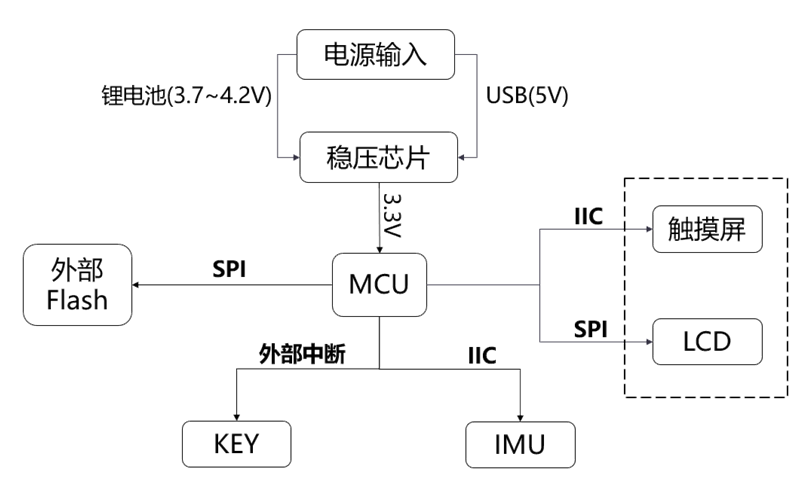 电源输入
锂电池(3.7~4.2V)
USB(5V)
稳压芯片
3.3V
IIC
触摸屏
外部
Flash
SPI
MCU
SPI
LCD
外部中断
IIC
KEY
IMU